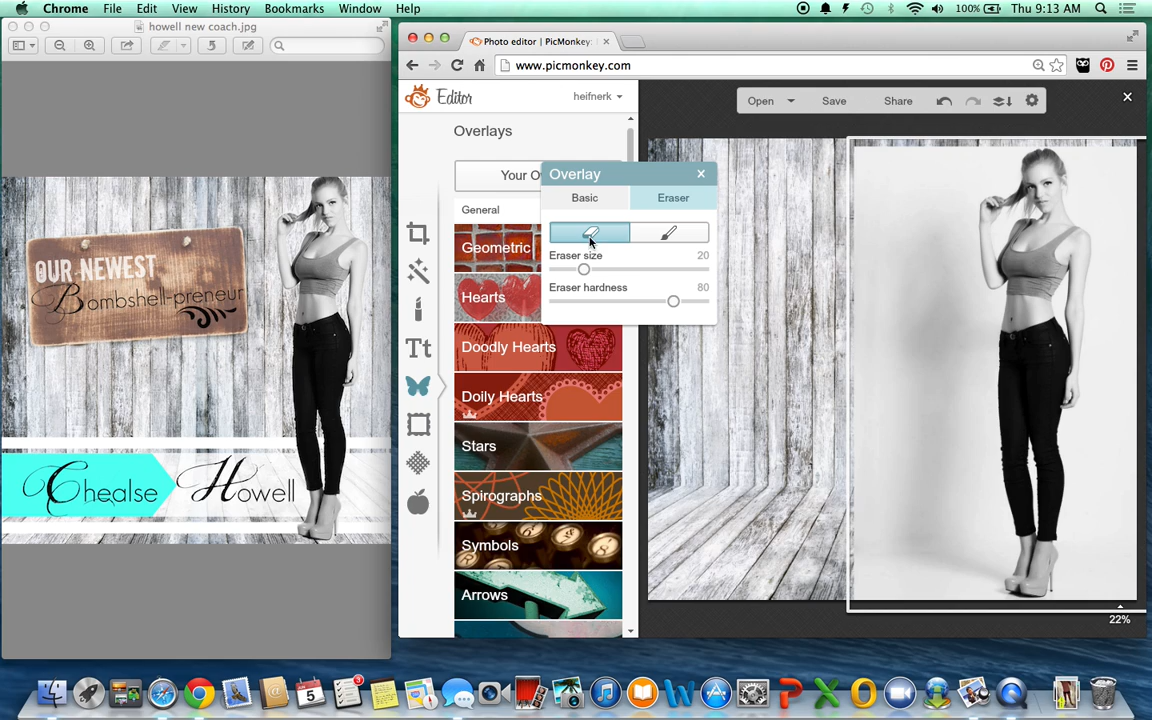 Chrome File Edit View History Bookmarks Window Help 100% Thu 9:13 AM
howell new coach.jpg
Photo editor | PicMonkey:
www.picmonkey.com
Editor heifnerk
Open Save Share
Overlays
Your O
General
Geometric
Hearts
Doodly Hearts
Doily Hearts
Stars
Spirographs
Symbols
Arrows
Overlay
Basic Eraser
Eraser size 20
Eraser hardness 80
22%
OUR NEWEST
Bombshell-preneur
Chealse Howell
5
3